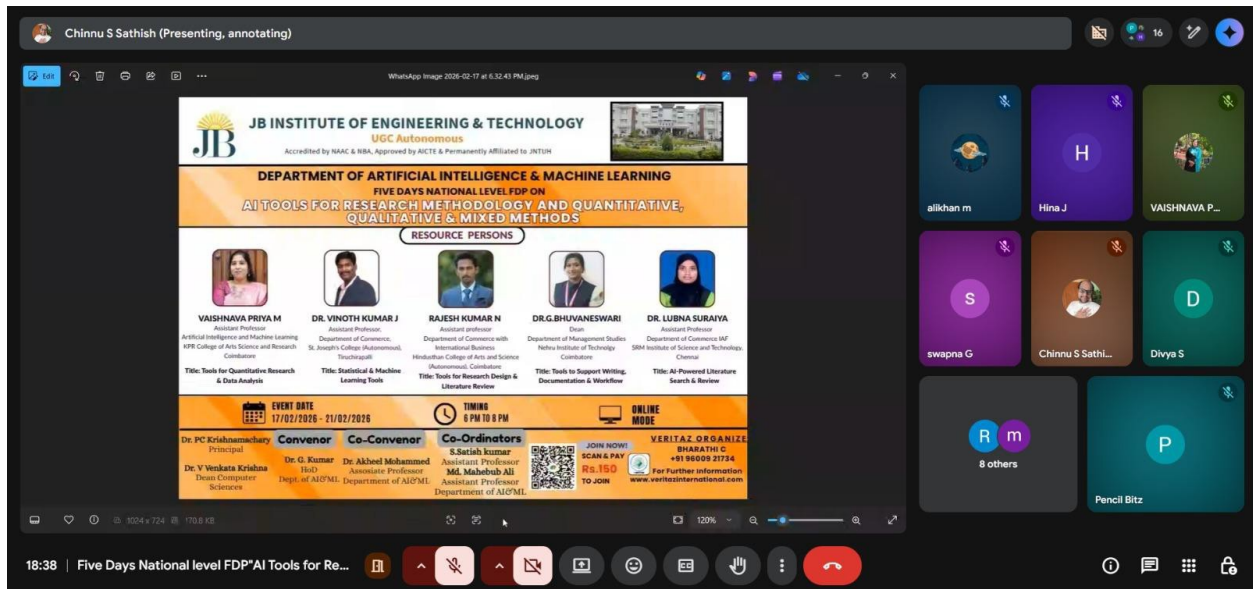 Chinnu S Sathish (Presenting, annotating)
16
Edit
WhatsApp Image 2026-02-17 at 6.32.43 PM.jpeg
JB
JB INSTITUTE OF ENGINEERING & TECHNOLOGY
UGC Autonomous
Accredited by NAAC & NBA, Approved by AICTE & Permanently Affiliated to JNTUH
DEPARTMENT OF ARTIFICIAL INTELLIGENCE & MACHINE LEARNING
FIVE DAYS NATIONAL LEVEL FDP ON
AI TOOLS FOR RESEARCH METHODOLOGY AND QUANTITATIVE,
QUALITATIVE & MIXED METHODS
RESOURCE PERSONS
VAISHNAVA PRIYA M
Assistant Professor
Artificial Intelligence and Machine Learning
KPR College of Arts Science and Research
Coimbatore
Title: Tools for Quantitative Research
& Data Analysis
DR. VINOTH KUMAR J
Assistant Professor,
Department of Commerce,
St. Joseph's College (Autonomous),
Tiruchirapalli
Title: Statistical & Machine
Learning Tools
RAJESH KUMAR N
Assistant professor
Department of Commerce with
International Business
Hindusthan College of Arts and Science
(Autonomous), Coimbatore
Title: Tools for Research Design &
Literature Review
DR.G.BHUVANESWARI
Dean
Department of Management Studies
Nehru Institute of Technolgy
Coimbatore
Title: Tools to Support Writing,
Documentation & Workflow
DR. LUBNA SURAIYA
Assistant Professor
Department of Commerce IAF
SRM Institute of Science and Technology,
Chennai
Title: AI-Powered Literature
Search & Review
EVENT DATE
17/02/2026 - 21/02/2026
TIMING
6 PM TO 8 PM
ONLINE
MODE
Dr. PC Krishnamachary
Principal
Dr. V Venkata Krishna
Dean Computer
Sciences
Convenor
Dr. G. Kumar
HoD
Dept. of AI&ML
Co-Convenor
Dr. Akheel Mohammed
Assosiate Professor
Department of AI&ML
Co-Ordinators
S.Satish kumar
Assistant Professor
Md. Mahebub Ali
Assistant Professor
Department of AI&ML
JOIN NOW!
SCAN & PAY
Rs.150
TO JOIN
VERITAZ ORGANIZE
BHARATHI C
+91 96009 21734
For Further Information
www.veritazinternational.com
1024 x 724
170.8 KB
120%
alikhan m
H
Hina J
VAISHNAVA P...
S
swapna G
Chinnu S Sathi...
D
Divya S
R m
8 others
P
Pencil Bitz
18:38 | Five Days National level FDP"AI Tools for Re...